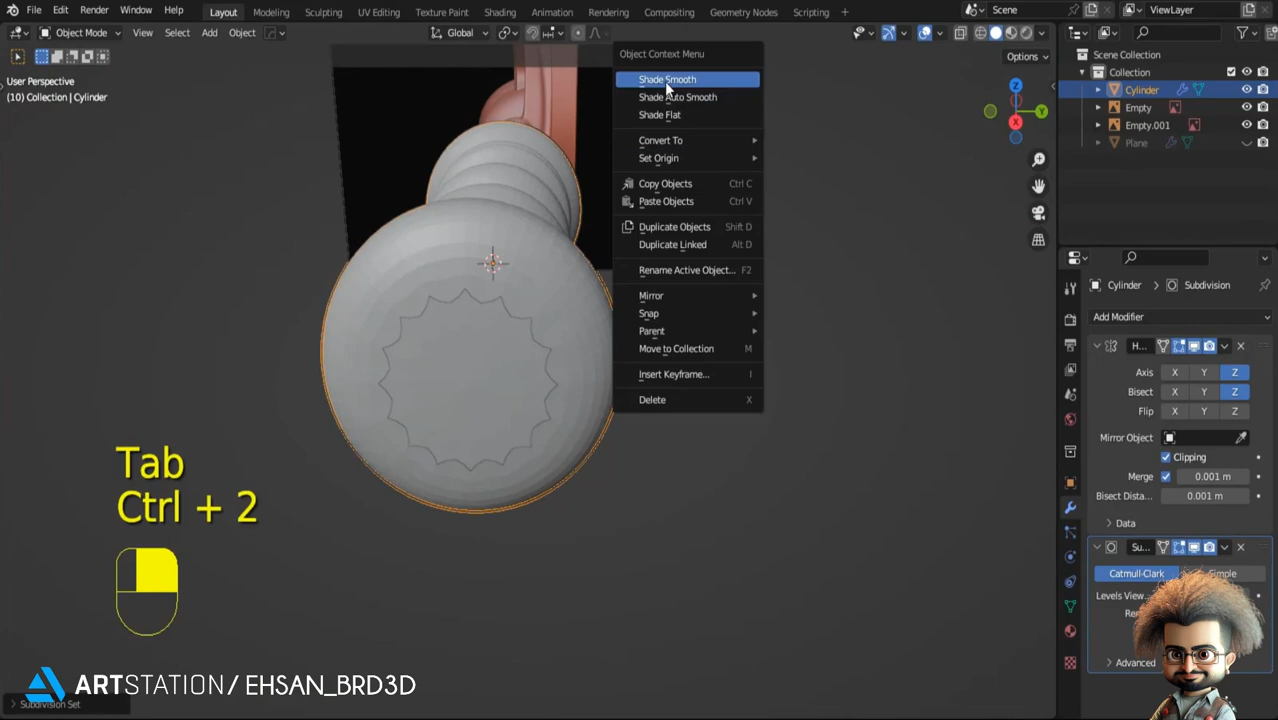 File Edit Render Window Help Layout Modeling Sculpting UV Editing Texture Paint Shading Animation Rendering Compositing Geometry Nodes Scripting + Scene ViewLayer
Object Mode View Select Add Object Global
Options
User Perspective
(10) Collection | Cylinder
Object Context Menu
Shade Smooth
Shade Auto Smooth
Shade Flat
Convert To
Set Origin
Copy Objects Ctrl C
Paste Objects Ctrl V
Duplicate Objects Shift D
Duplicate Linked Alt D
Rename Active Object... F2
Mirror
Snap
Parent
Move to Collection M
Insert Keyframe... I
Delete X
Z
Y
X
Scene Collection
Collection
Cylinder
Empty
Empty.001
Plane
Cylinder > Subdivision
Add Modifier
H...
Axis X Y Z
Bisect X Y Z
Flip X Y Z
Mirror Object
Clipping
Merge 0.001 m
Bisect Dista... 0.001 m
Data
Su...
Catmull-Clark Simple
Levels View...
Advanced
Tab
Ctrl + 2
ARTSTATION / EHSAN_BRD3D
Subdivision Set